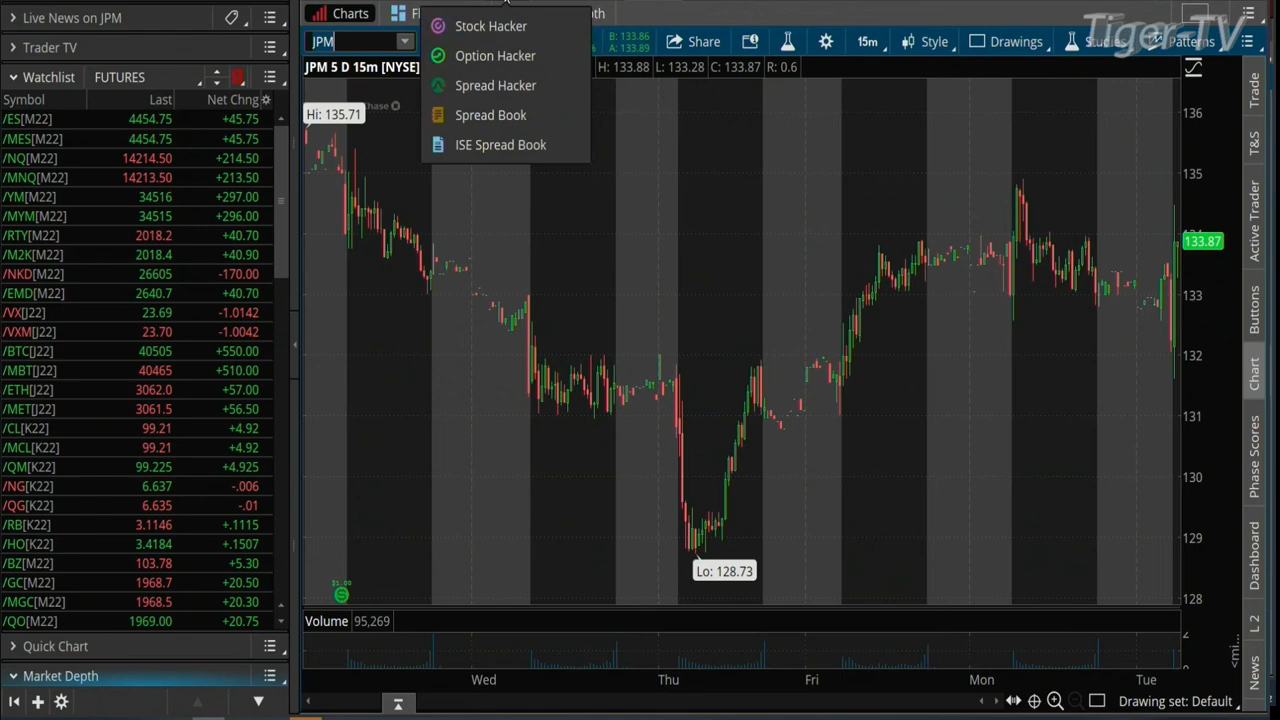 Live News on JPM
Trader TV
Watchlist FUTURES
Symbol Last Net Chng
/ES[M22] 4454.75 +45.75
/MES[M22] 4454.75 +45.75
/NQ[M22] 14214.50 +214.50
/MNQ[M22] 14213.50 +213.50
/YM[M22] 34516 +297.00
/MYM[M22] 34515 +296.00
/RTY[M22] 2018.2 +40.70
/M2K[M22] 2018.4 +40.90
/NKD[M22] 26605 -170.00
/EMD[M22] 2640.7 +40.70
/VX[J22] 23.69 -1.0142
/VXM[J22] 23.70 -1.0042
/BTC[J22] 40505 +550.00
/MBT[J22] 40465 +510.00
/ETH[J22] 3062.0 +57.00
/MET[J22] 3061.5 +56.50
/CL[K22] 99.21 +4.92
/MCL[K22] 99.21 +4.92
/QM[K22] 99.225 +4.925
/NG[K22] 6.637 -.006
/QG[K22] 6.635 -.01
/RB[K22] 3.1146 +.1115
/HO[K22] 3.4184 +.1507
/BZ[M22] 103.78 +5.30
/GC[M22] 1968.7 +20.50
/MGC[M22] 1968.5 +20.30
/QO[M22] 1969.00 +20.75
Quick Chart
Market Depth
Charts
Stock Hacker
Option Hacker
Spread Hacker
Spread Book
ISE Spread Book
Tiger-TV
JPM
B: 133.86
A: 133.89
Share
15m
Style
Drawings
Studies
Patterns
JPM 5 D 15m [NYSE] H: 133.88 L: 133.28 C: 133.87 R: 0.6
Hi: 135.71
Lo: 128.73
$1.00
S
136
135
134
133.87
133
132
131
130
129
128
Volume 95,269
2
0
Wed Thu Fri Mon Tue
Drawing set: Default
Trade
T&S
Active Trader
Buttons
Chart
Phase Scores
Dashboard
L 2
News